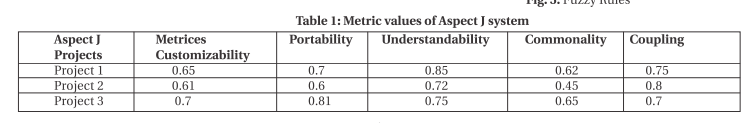 Fig. 3. Fuzzy Rules
Table 1: Metric values of Aspect J system
Aspect J Projects Metrices Customizability Portability Understandability Commonality Coupling
Project 1 0.65 0.7 0.85 0.62 0.75
Project 2 0.61 0.6 0.72 0.45 0.8
Project 3 0.7 0.81 0.75 0.65 0.7